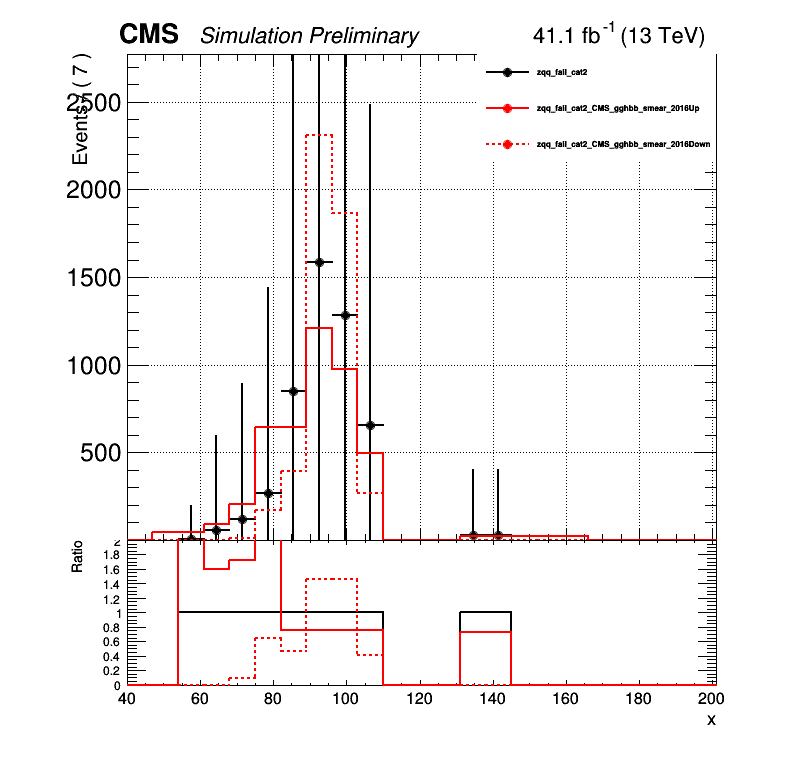 CMS Simulation Preliminary 41.1 fb-1 (13 TeV)
Events / ( 7 )
zqq_fail_cat2
zqq_fail_cat2_CMS_gghbb_smear_2016Up
zqq_fail_cat2_CMS_gghbb_smear_2016Down
2500
2000
1500
1000
500
Ratio
2
1.8
1.6
1.4
1.2
1
0.8
0.6
0.4
0.2
0
40 60 80 100 120 140 160 180 200
x